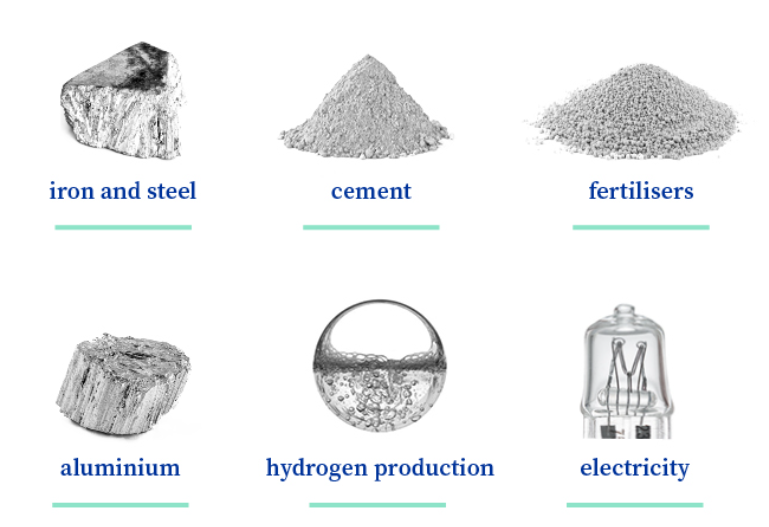 iron and steel
cement
fertilisers
aluminium
hydrogen production
electricity